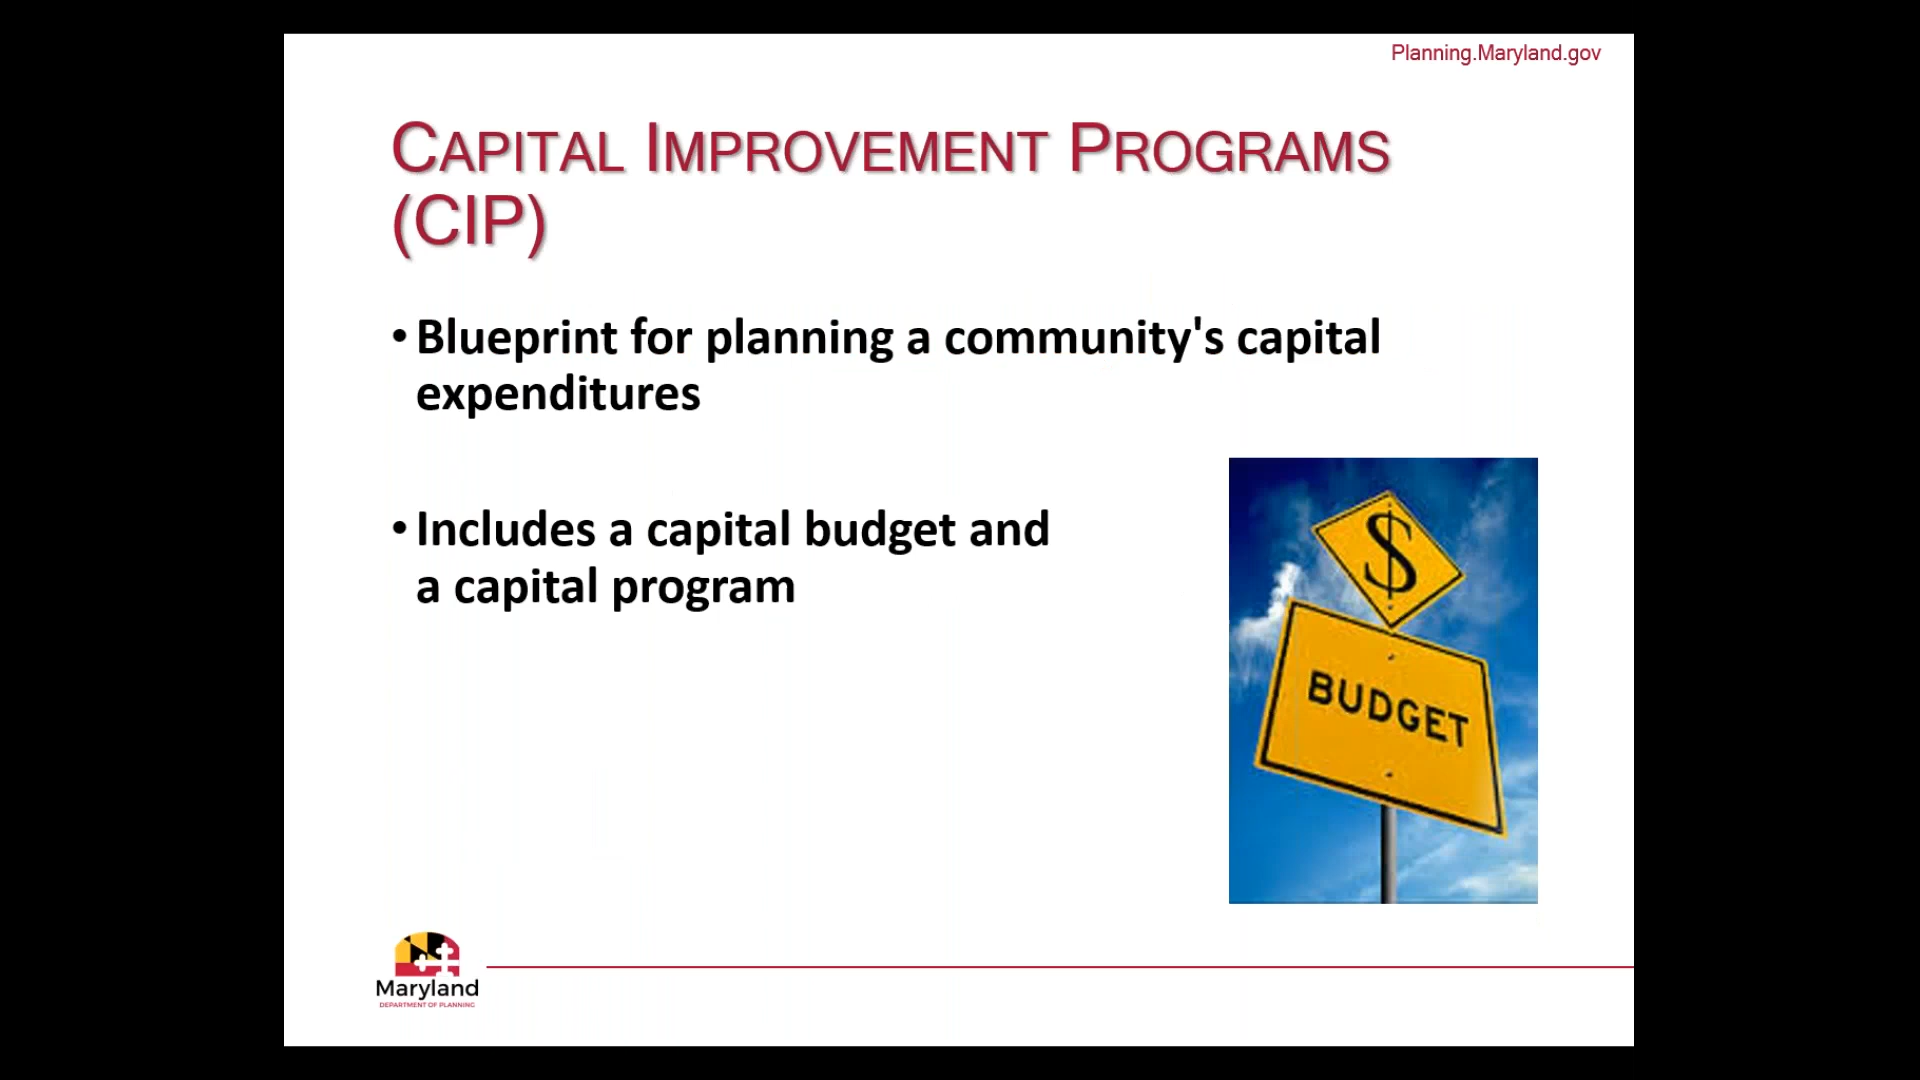 Planning.Maryland.gov
CAPITAL IMPROVEMENT PROGRAMS
(CIP)
• Blueprint for planning a community's capital
expenditures
• Includes a capital budget and
a capital program
$
BUDGET
Maryland
DEPARTMENT OF PLANNING